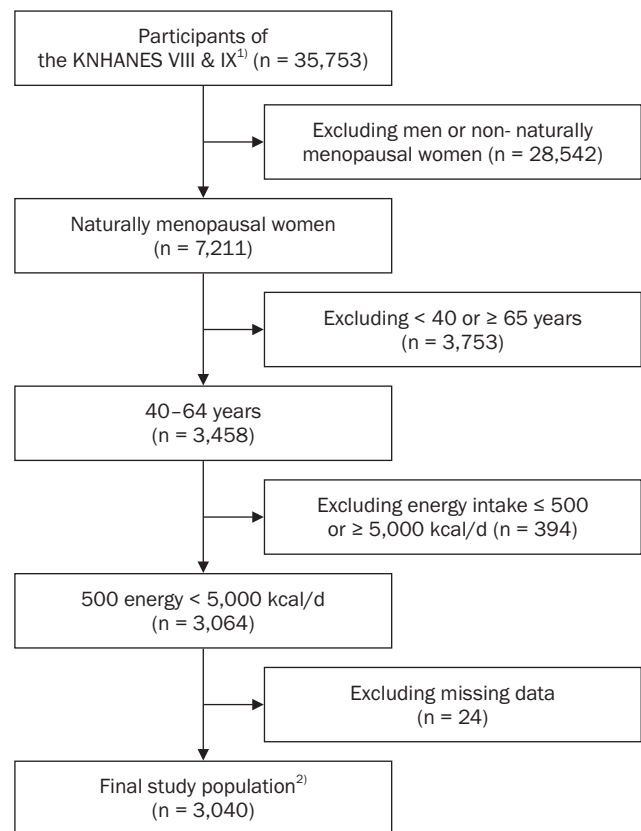 Participants of
the KNHANES VIII & IX1) (n = 35,753)
Excluding men or non- naturally
menopausal women (n = 28,542)
Naturally menopausal women
(n = 7,211)
Excluding < 40 or ≥ 65 years
(n = 3,753)
40–64 years
(n = 3,458)
Excluding energy intake ≤ 500
or ≥ 5,000 kcal/d (n = 394)
500 energy < 5,000 kcal/d
(n = 3,064)
Excluding missing data
(n = 24)
Final study population2)
(n = 3,040)